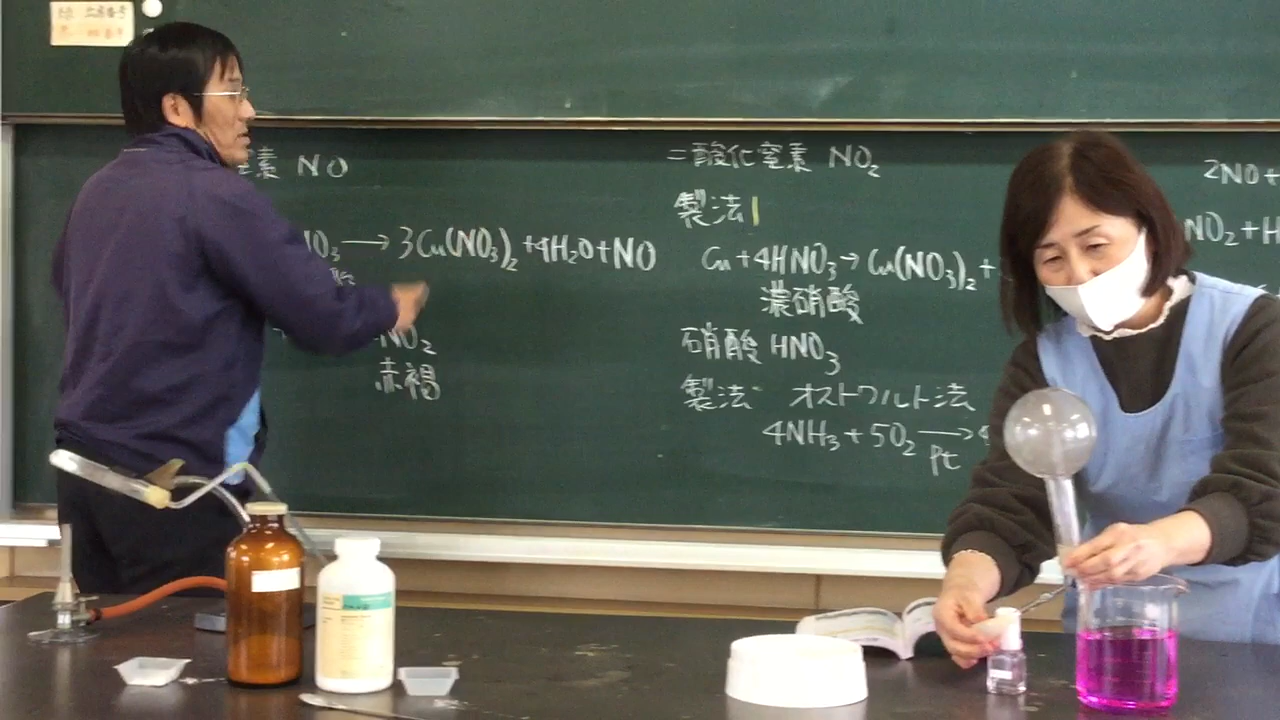 素 NO
O₃ → 3Cu(NO₃)₂ + 4H₂O + NO
NO₂
赤褐
二酸化窒素 NO₂
製法1
Cu + 4HNO₃ → Cu(NO₃)₂ +
濃硝酸
硝酸 HNO₃
製法 オストワルト法
4NH₃ + 5O₂ → 4
Pt
2NO +
NO₂ + H